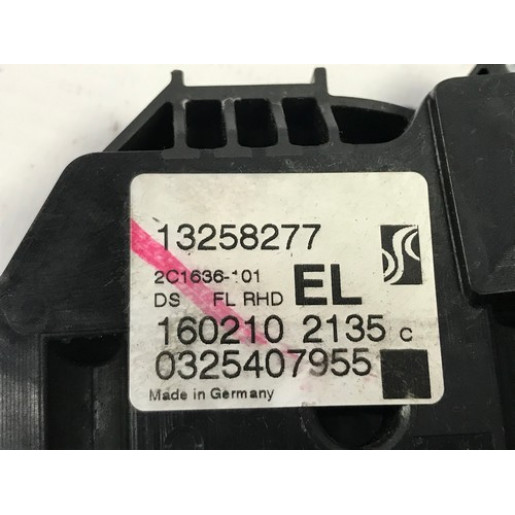 13258277
2C1636-101
DS FL RHD EL
160210 2135 C
0325407955
Made in Germany